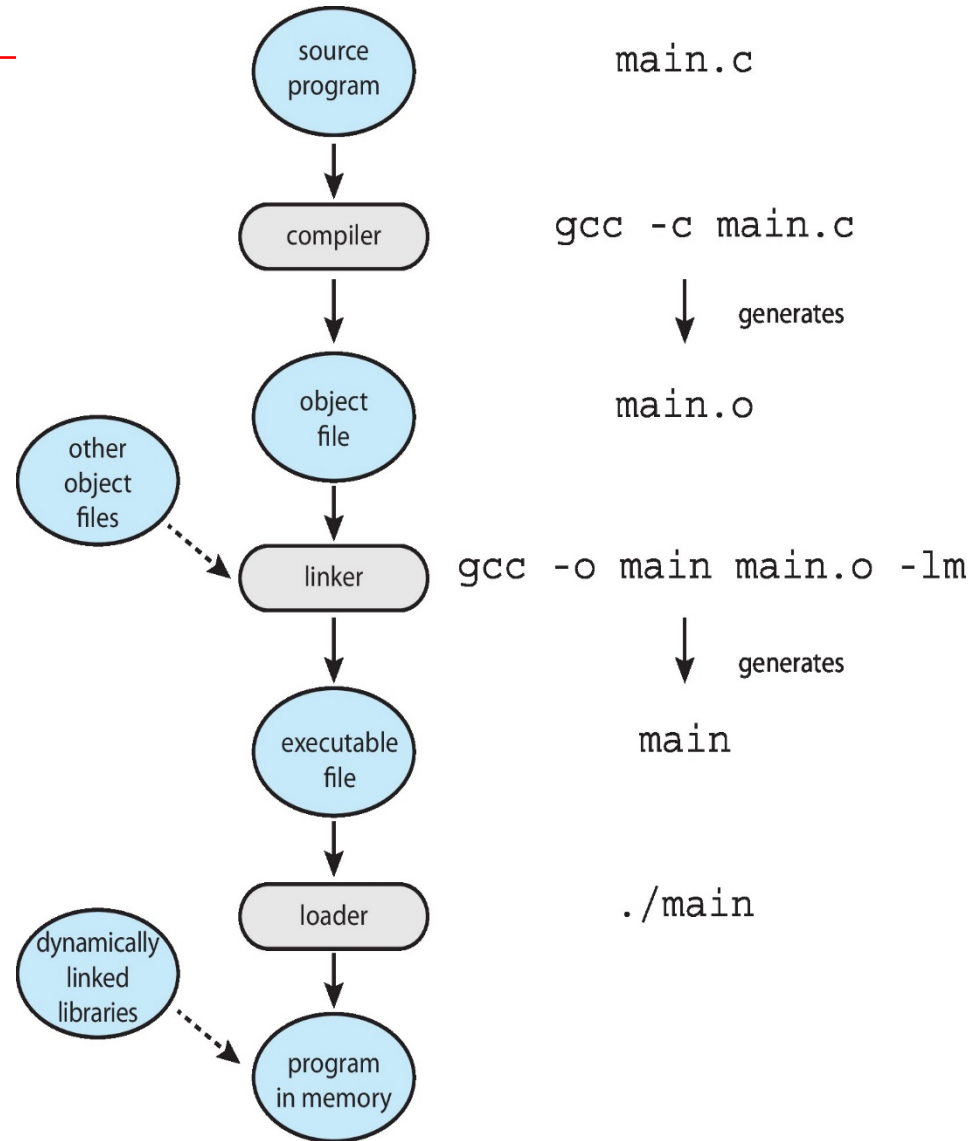 source
program
main.c
compiler
gcc -c main.c
generates
object
file
main.o
other
object
files
linker
gcc -o main main.o -lm
generates
executable
file
main
loader
./main
dynamically
linked
libraries
program
in memory